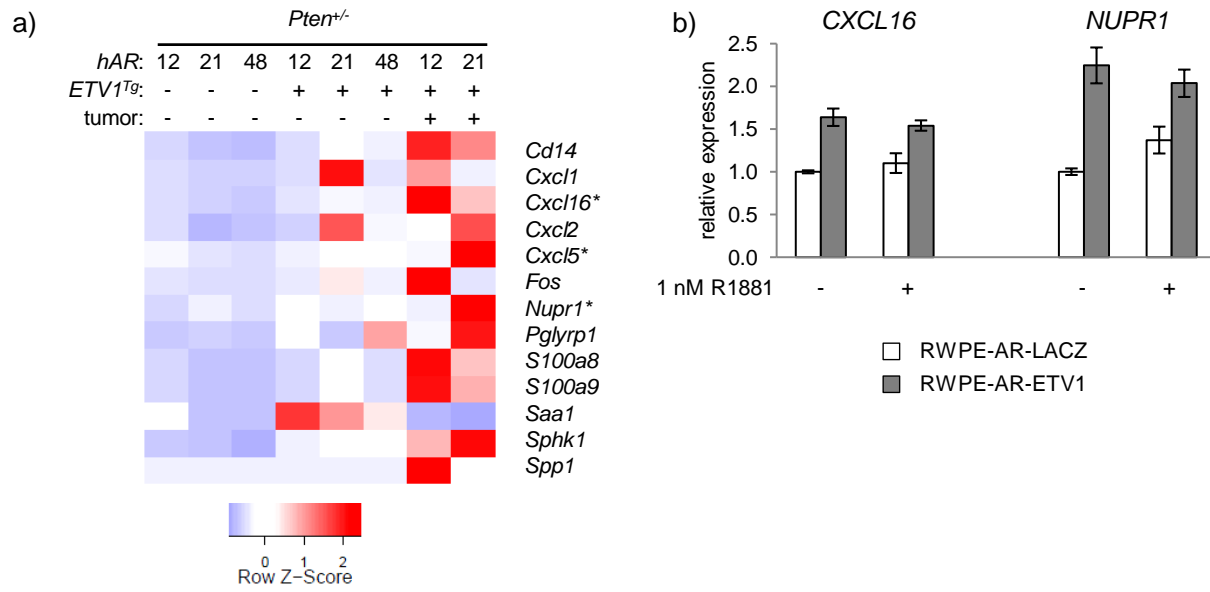 a)
Pten+/-
hAR: 12 21 48 12 21 48 12 21
ETV1Tg: - - - + + + + +
tumor: - - - - - - + +
Cd14
Cxcl1
Cxcl16*
Cxcl2
Cxcl5*
Fos
Nupr1*
Pglyrp1
S100a8
S100a9
Saa1
Sphk1
Spp1
0 1 2
Row Z-Score
b)
CXCL16 NUPR1
relative expression
2.5
2.0
1.5
1.0
0.5
0.0
1 nM R1881 - + - +
RWPE-AR-LACZ
RWPE-AR-ETV1